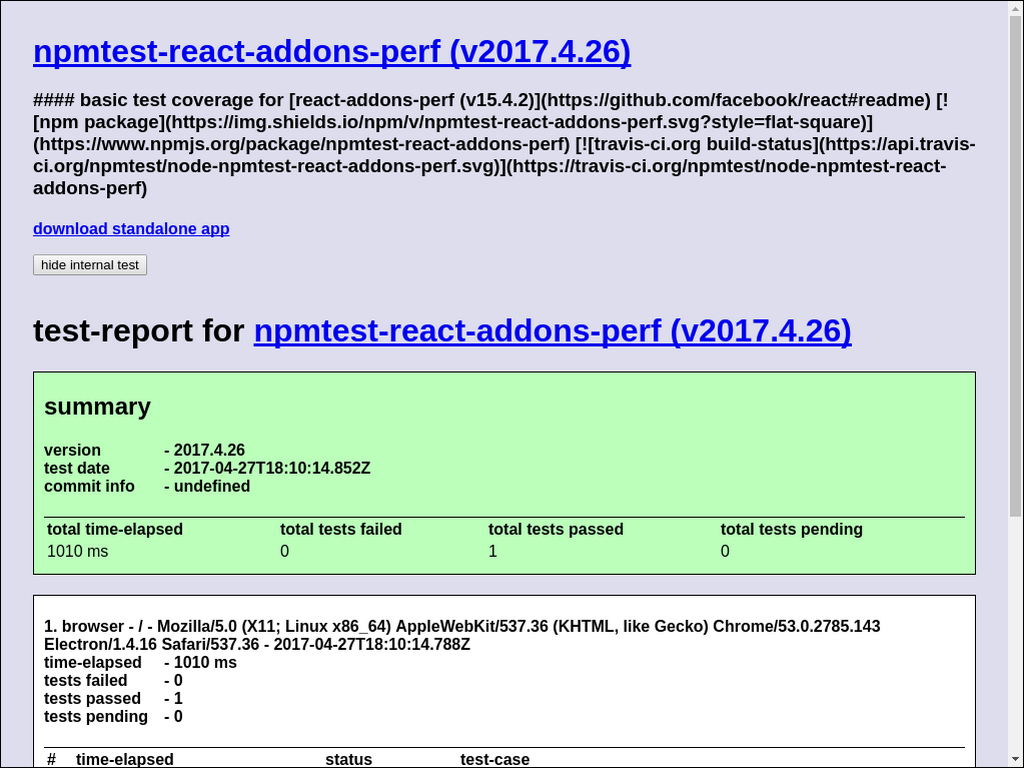 npmtest-react-addons-perf (v2017.4.26)
#### basic test coverage for [react-addons-perf (v15.4.2)](https://github.com/facebook/react#readme) [!
[npm package](https://img.shields.io/npm/v/npmtest-react-addons-perf.svg?style=flat-square)]
(https://www.npmjs.org/package/npmtest-react-addons-perf) [![travis-ci.org build-status](https://api.travis-
ci.org/npmtest/node-npmtest-react-addons-perf.svg)](https://travis-ci.org/npmtest/node-npmtest-react-
addons-perf)
download standalone app
hide internal test
test-report for npmtest-react-addons-perf (v2017.4.26)
summary
version - 2017.4.26
test date - 2017-04-27T18:10:14.852Z
commit info - undefined
total time-elapsed total tests failed total tests passed total tests pending
1010 ms 0 1 0
1. browser - / - Mozilla/5.0 (X11; Linux x86_64) AppleWebKit/537.36 (KHTML, like Gecko) Chrome/53.0.2785.143
Electron/1.4.16 Safari/537.36 - 2017-04-27T18:10:14.788Z
time-elapsed - 1010 ms
tests failed - 0
tests passed - 1
tests pending - 0
# time-elapsed status test-case